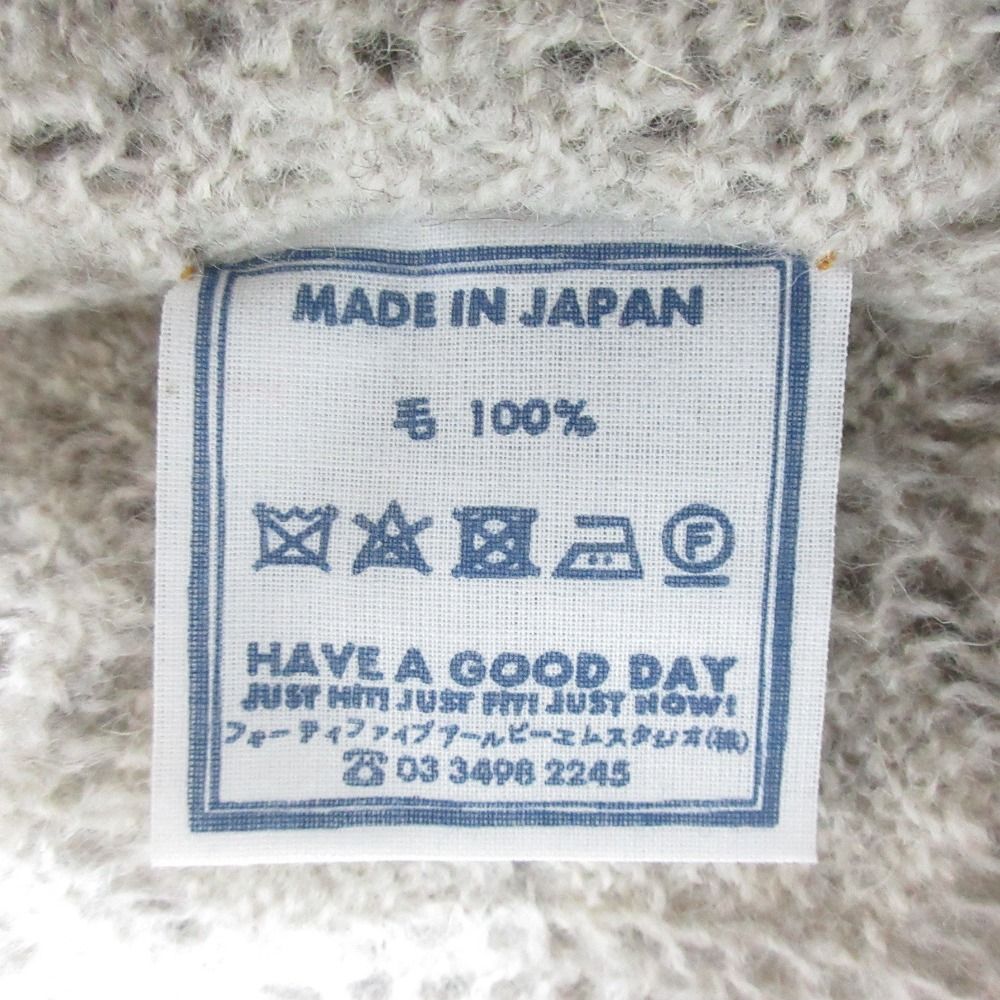 MADE IN JAPAN
毛 100%
F
HAVE A GOOD DAY
JUST HIT! JUST FIT! JUST NOW!
フォーティファイブアールピーエムスタジオ(株)
☎ 03 3498 2245